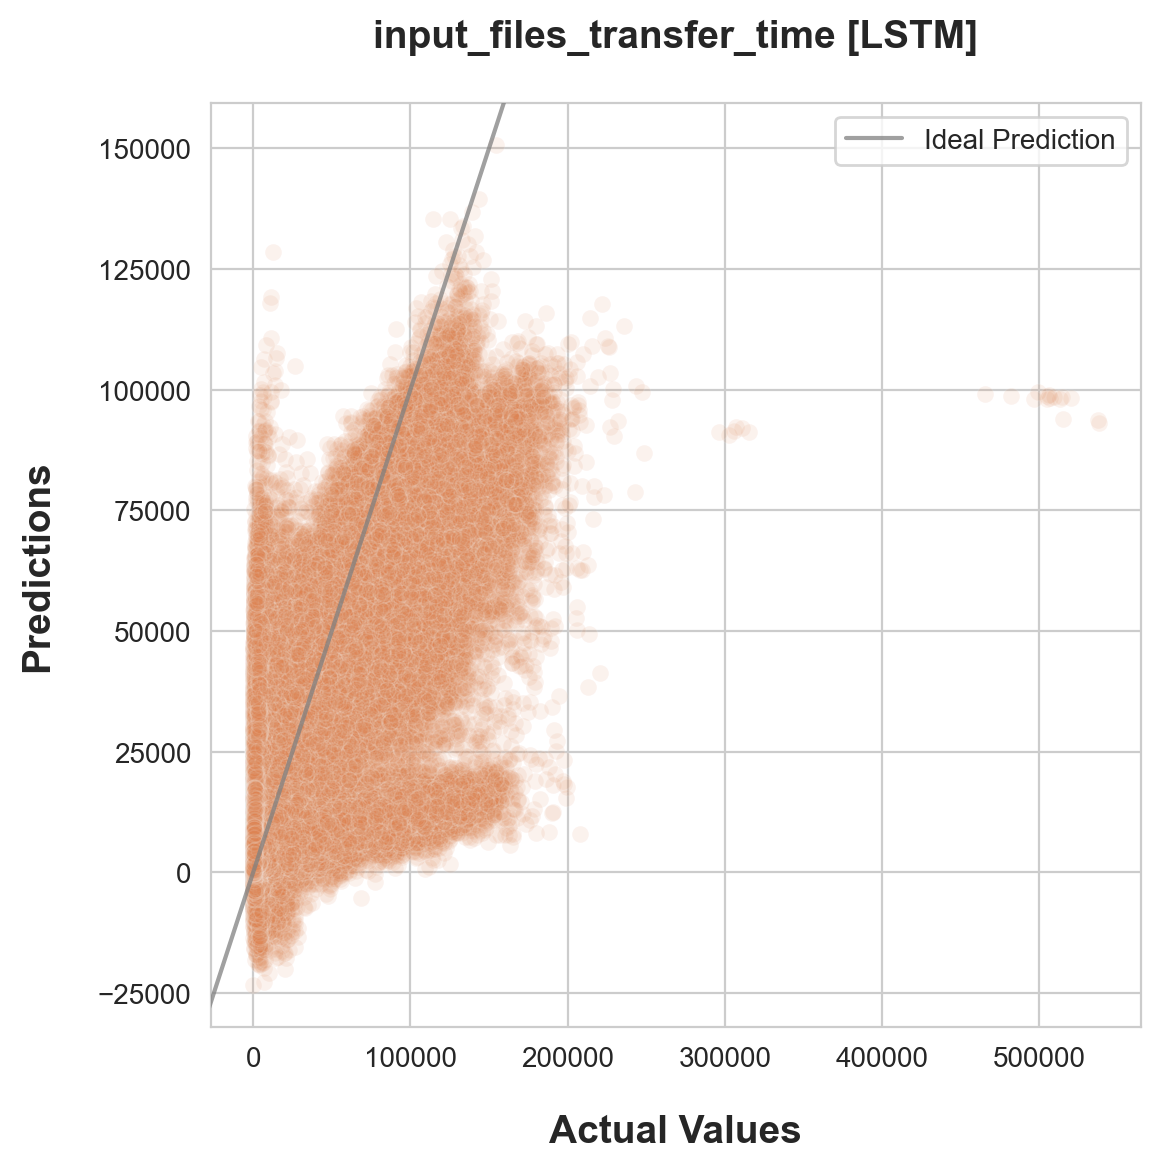 input_files_transfer_time [LSTM]
Ideal Prediction
150000
125000
100000
75000
50000
25000
0
−25000
Predictions
0 100000 200000 300000 400000 500000
Actual Values